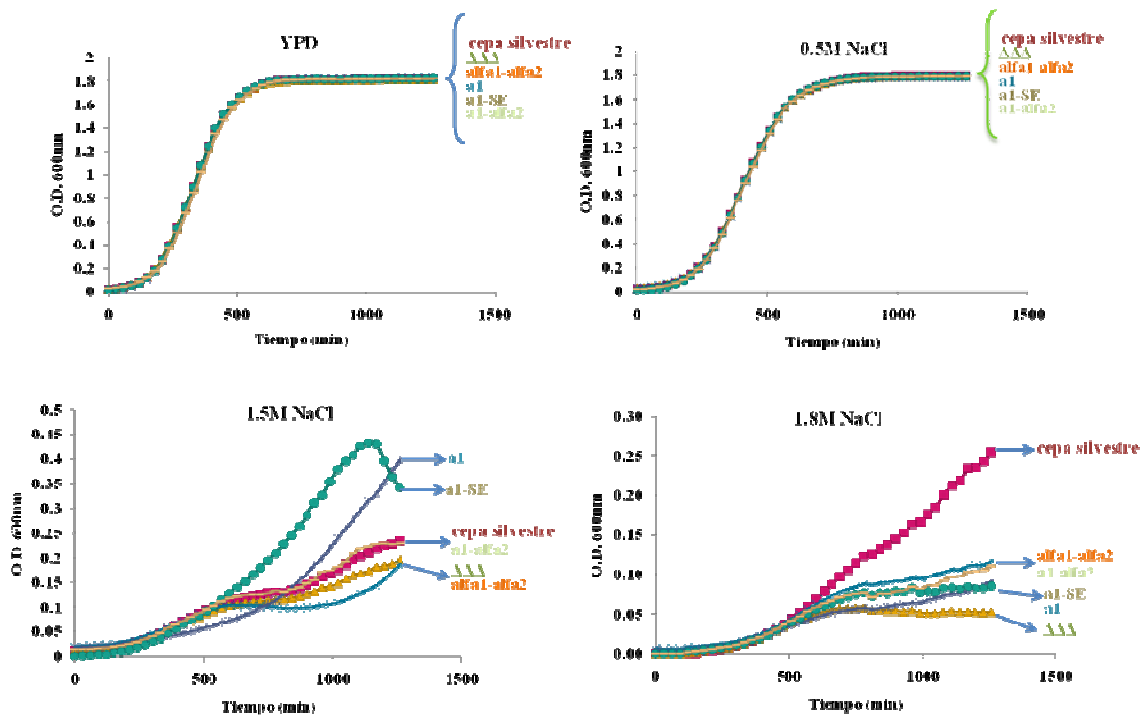 YPD
cepa silvestre
ΔΔΔ
alfa1-alfa2
a1
a1-SE
a1-alfa2
O.D. 600nm
2
1.8
1.6
1.4
1.2
1
0.8
0.6
0.4
0.2
0
0 500 1000 1500
Tiempo (min)
0.5M NaCl
cepa silvestre
ΔΔΔ
alfa1-alfa2
a1
a1-SE
a1-alfa2
O.D. 600nm
2
1.8
1.6
1.4
1.2
1
0.8
0.6
0.4
0.2
0
0 500 1000 1500
Tiempo (min)
1.5M NaCl
a1
a1-SE
cepa silvestre
a1-alfa2
ΔΔΔ
alfa1-alfa2
O.D. 600nm
0.5
0.45
0.4
0.35
0.3
0.25
0.2
0.15
0.1
0.05
0
0 500 1000 1500
Tiempo (min)
1.8M NaCl
cepa silvestre
alfa1-alfa2
a1-alfa2
a1-SE
a1
ΔΔΔ
O.D. 600nm
0.30
0.25
0.20
0.15
0.10
0.05
0.00
0 500 1000 1500
Tiempo (min)